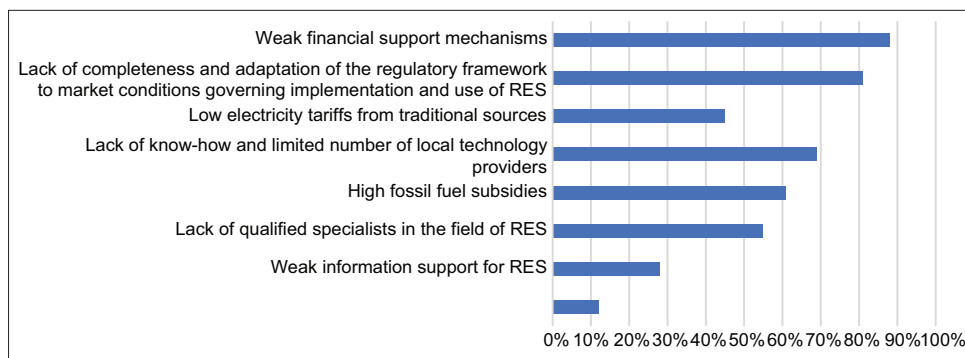 Weak financial support mechanisms
Lack of completeness and adaptation of the regulatory framework
to market conditions governing implementation and use of RES
Low electricity tariffs from traditional sources
Lack of know-how and limited number of local technology
providers
High fossil fuel subsidies
Lack of qualified specialists in the field of RES
Weak information support for RES
0% 10% 20% 30% 40% 50% 60% 70% 80% 90% 100%